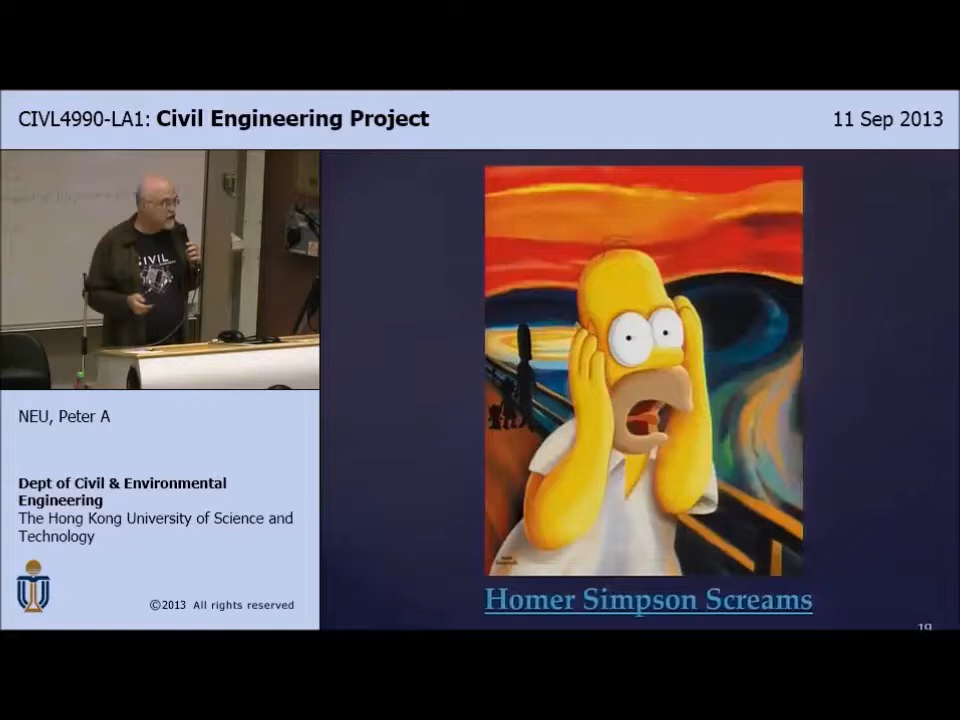 CIVL4990-LA1: Civil Engineering Project
11 Sep 2013
CIVIL
NEU, Peter A
Dept of Civil & Environmental
Engineering
The Hong Kong University of Science and
Technology
©2013 All rights reserved
Homer Simpson Screams
19